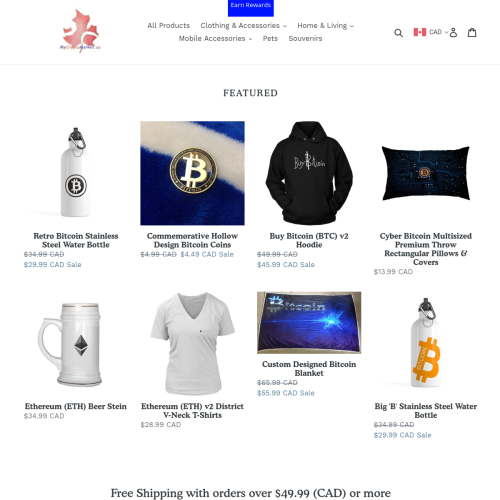 Earn Rewards
All Products
Clothing & Accessories
Home & Living
Mobile Accessories
Pets
Souvenirs
CAD
FEATURED
Retro Bitcoin Stainless
Steel Water Bottle
$34.99 CAD
$29.99 CAD Sale
Commemorative Hollow
Design Bitcoin Coins
$4.99 CAD $4.49 CAD Sale
Buy Bitcoin
Buy Bitcoin (BTC) v2
Hoodie
$49.99 CAD
$45.99 CAD Sale
Cyber Bitcoin Multisized
Premium Throw
Rectangular Pillows &
Covers
$13.99 CAD
Ethereum (ETH) Beer Stein
$34.99 CAD
Ethereum (ETH) v2 District
V-Neck T-Shirts
$28.99 CAD
Bitcoin
Custom Designed Bitcoin
Blanket
$65.99 CAD
$55.99 CAD Sale
Big 'B' Stainless Steel Water
Bottle
$34.99 CAD
$29.99 CAD Sale
Free Shipping with orders over $49.99 (CAD) or more